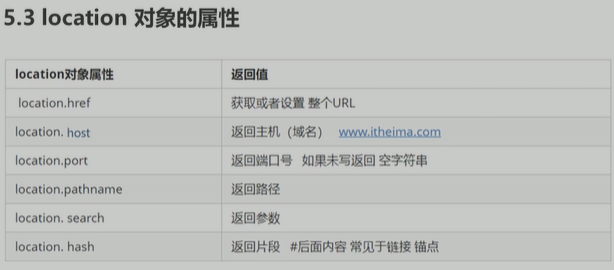 5.3 location 对象的属性
location对象属性 返回值
location.href 获取或者设置 整个URL
location. host 返回主机（域名） www.itheima.com
location.port 返回端口号 如果未写返回 空字符串
location.pathname 返回路径
location. search 返回参数
location. hash 返回片段 #后面内容 常见于链接 锚点